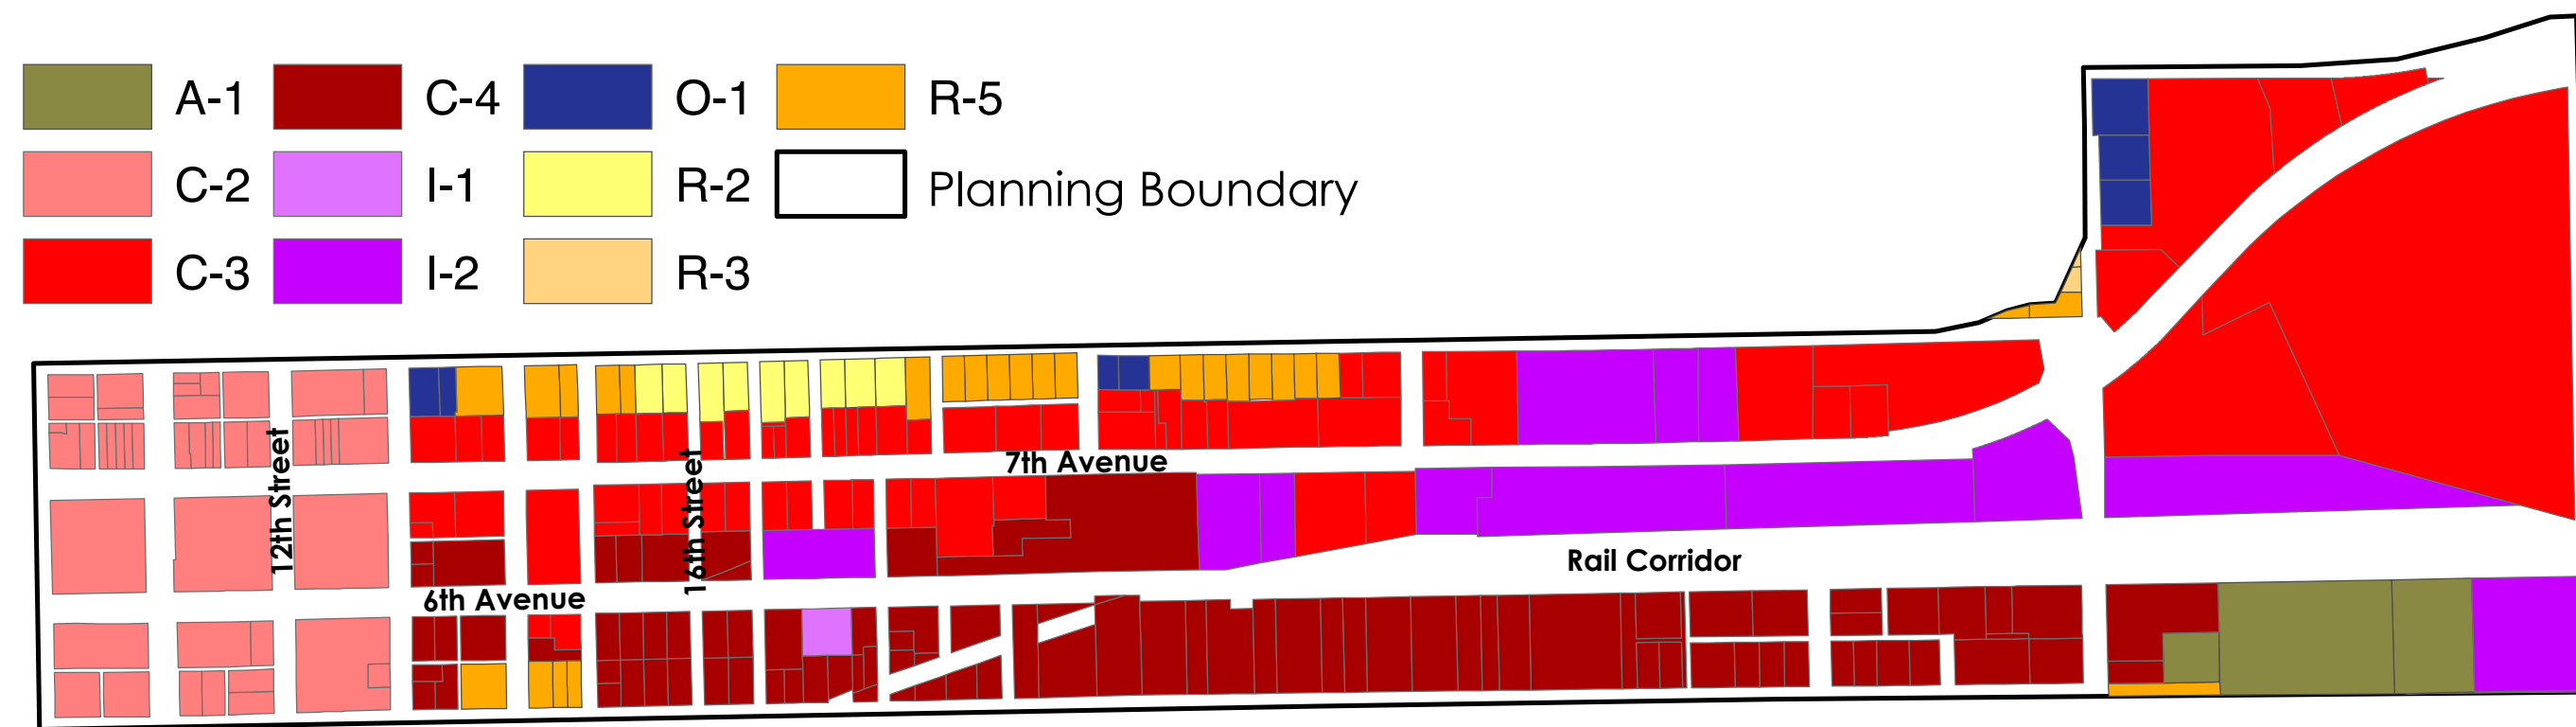 A-1
C-4
O-1
R-5
C-2
I-1
R-2
Planning Boundary
C-3
I-2
R-3
12th Street
16th Street
7th Avenue
6th Avenue
Rail Corridor